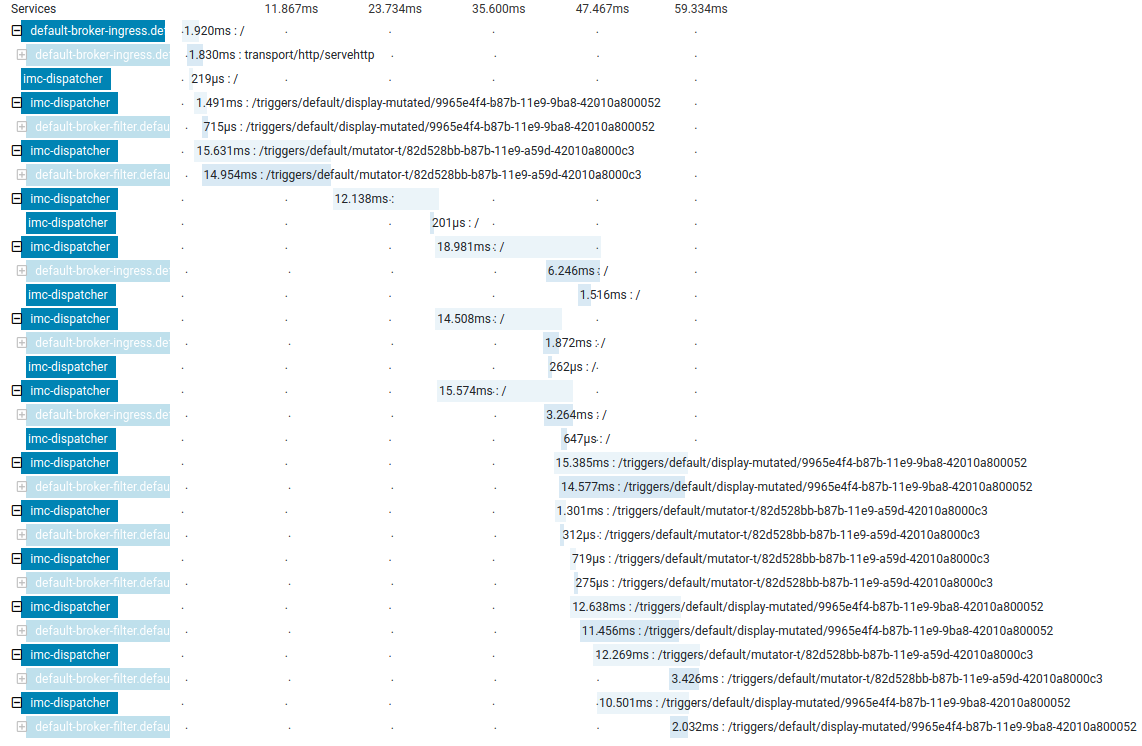 Services 11.867ms 23.734ms 35.600ms 47.467ms 59.334ms
default-broker-ingress.de 1.920ms : /
default-broker-ingress.de 1.830ms : transport/http/servehttp
imc-dispatcher 219µs : /
imc-dispatcher 1.491ms : /triggers/default/display-mutated/9965e4f4-b87b-11e9-9ba8-42010a800052
default-broker-filter.defau 715µs : /triggers/default/display-mutated/9965e4f4-b87b-11e9-9ba8-42010a800052
imc-dispatcher 15.631ms : /triggers/default/mutator-t/82d528bb-b87b-11e9-a59d-42010a8000c3
default-broker-filter.defau 14.954ms : /triggers/default/mutator-t/82d528bb-b87b-11e9-a59d-42010a8000c3
imc-dispatcher 12.138ms :
imc-dispatcher 201µs : /
imc-dispatcher 18.981ms : /
default-broker-ingress.de 6.246ms : /
imc-dispatcher 1.516ms : /
imc-dispatcher 14.508ms : /
default-broker-ingress.de 1.872ms : /
imc-dispatcher 262µs : /
imc-dispatcher 15.574ms : /
default-broker-ingress.de 3.264ms : /
imc-dispatcher 647µs : /
imc-dispatcher 15.385ms : /triggers/default/display-mutated/9965e4f4-b87b-11e9-9ba8-42010a800052
default-broker-filter.defau 14.577ms : /triggers/default/display-mutated/9965e4f4-b87b-11e9-9ba8-42010a800052
imc-dispatcher 1.301ms : /triggers/default/mutator-t/82d528bb-b87b-11e9-a59d-42010a8000c3
default-broker-filter.defau 312µs : /triggers/default/mutator-t/82d528bb-b87b-11e9-a59d-42010a8000c3
imc-dispatcher 719µs : /triggers/default/mutator-t/82d528bb-b87b-11e9-a59d-42010a8000c3
default-broker-filter.defau 275µs : /triggers/default/mutator-t/82d528bb-b87b-11e9-a59d-42010a8000c3
imc-dispatcher 12.638ms : /triggers/default/display-mutated/9965e4f4-b87b-11e9-9ba8-42010a800052
default-broker-filter.defau 11.456ms : /triggers/default/display-mutated/9965e4f4-b87b-11e9-9ba8-42010a800052
imc-dispatcher 12.269ms : /triggers/default/mutator-t/82d528bb-b87b-11e9-a59d-42010a8000c3
default-broker-filter.defau 3.426ms : /triggers/default/mutator-t/82d528bb-b87b-11e9-a59d-42010a8000c3
imc-dispatcher 10.501ms : /triggers/default/display-mutated/9965e4f4-b87b-11e9-9ba8-42010a800052
default-broker-filter.defau 2.032ms : /triggers/default/display-mutated/9965e4f4-b87b-11e9-9ba8-42010a800052